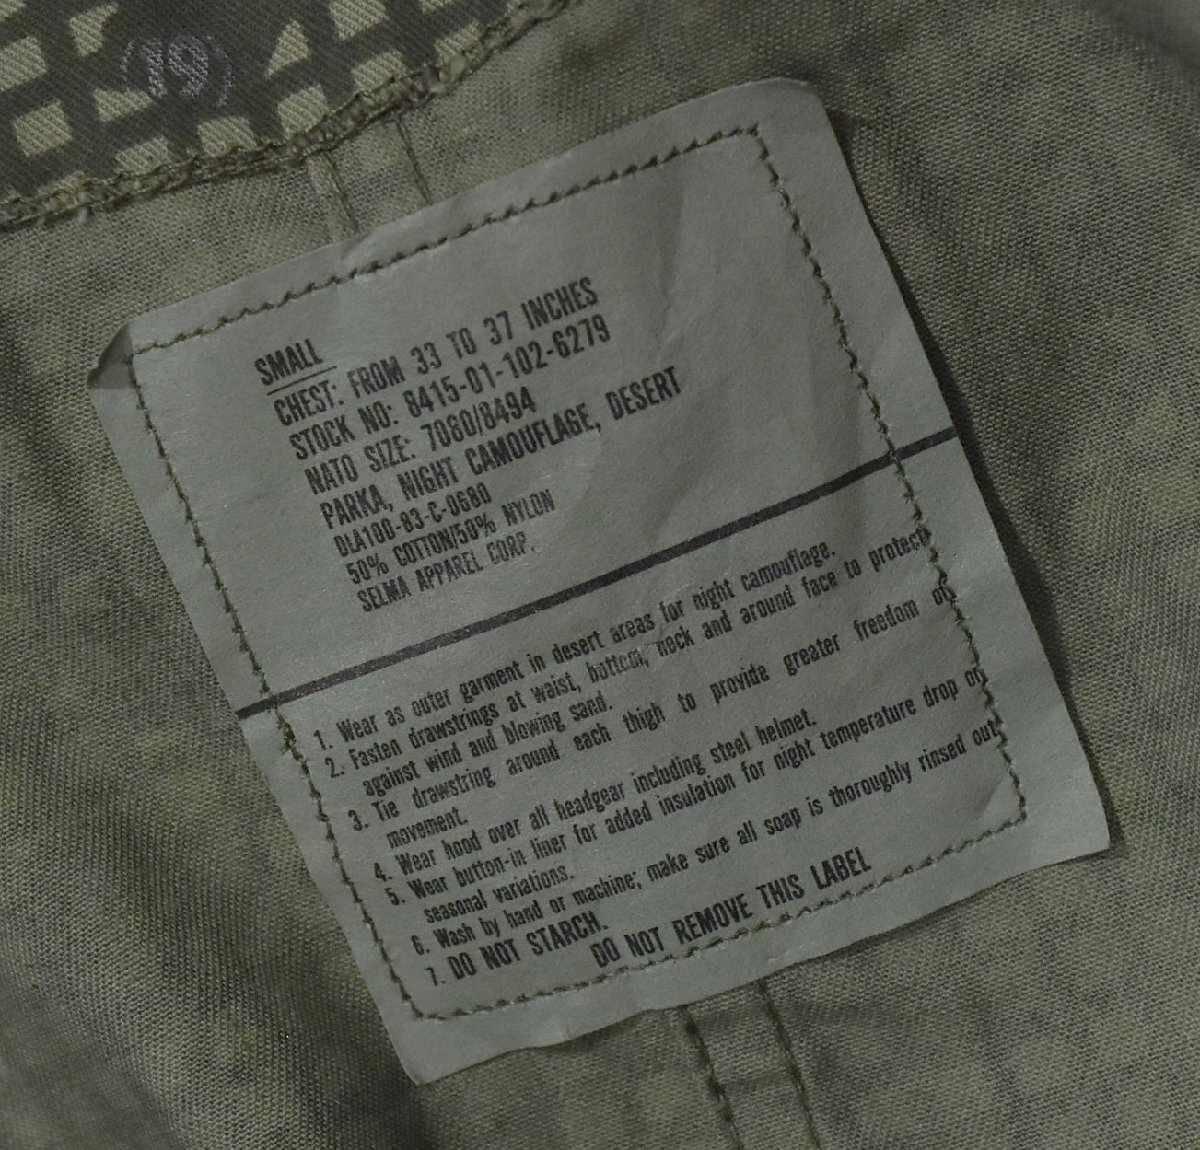 (19)
SMALL
CHEST: FROM 33 TO 37 INCHES
STOCK NO: 8415-01-102-6279
NATO SIZE: 7080/8494
PARKA, NIGHT CAMOUFLAGE, DESERT
DLA100-83-C-0680
50% COTTON/50% NYLON
SELMA APPAREL CORP.
1. Wear as outer garment in desert areas for night camouflage.
2. Fasten drawstrings at waist, bottom, neck and around face to protect
against wind and blowing sand.
3. Tie drawstring around each thigh to provide greater freedom of
movement.
4. Wear hood over all headgear including steel helmet.
5. Wear button-in liner for added insulation for night temperature drop or
seasonal variations.
6. Wash by hand or machine; make sure all soap is thoroughly rinsed out.
7. DO NOT STARCH.
DO NOT REMOVE THIS LABEL